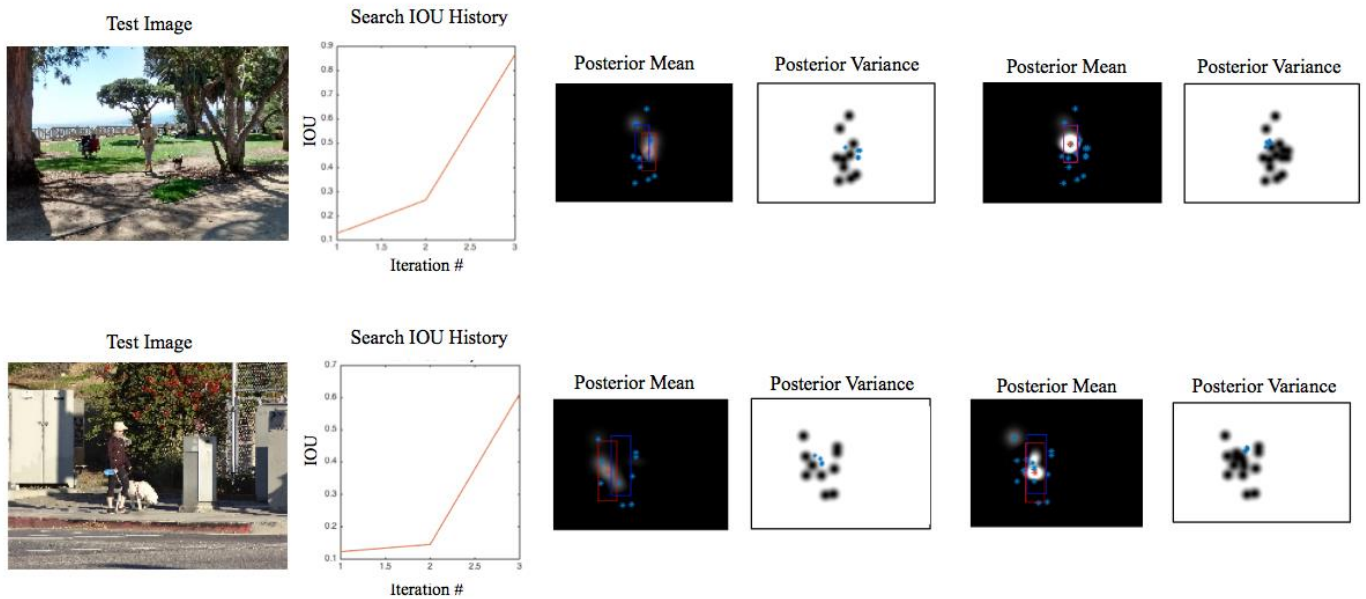 Test Image
Search IOU History
Posterior Mean
Posterior Variance
Posterior Mean
Posterior Variance
0.9
0.8
0.7
0.6
0.5
0.4
0.3
0.2
0.1
IOU
1 1.5 2 2.5 3
Iteration #
Test Image
Search IOU History
Posterior Mean
Posterior Variance
Posterior Mean
Posterior Variance
0.7
0.6
0.5
0.4
0.3
0.2
0.1
IOU
1 1.5 2 2.5 3
Iteration #